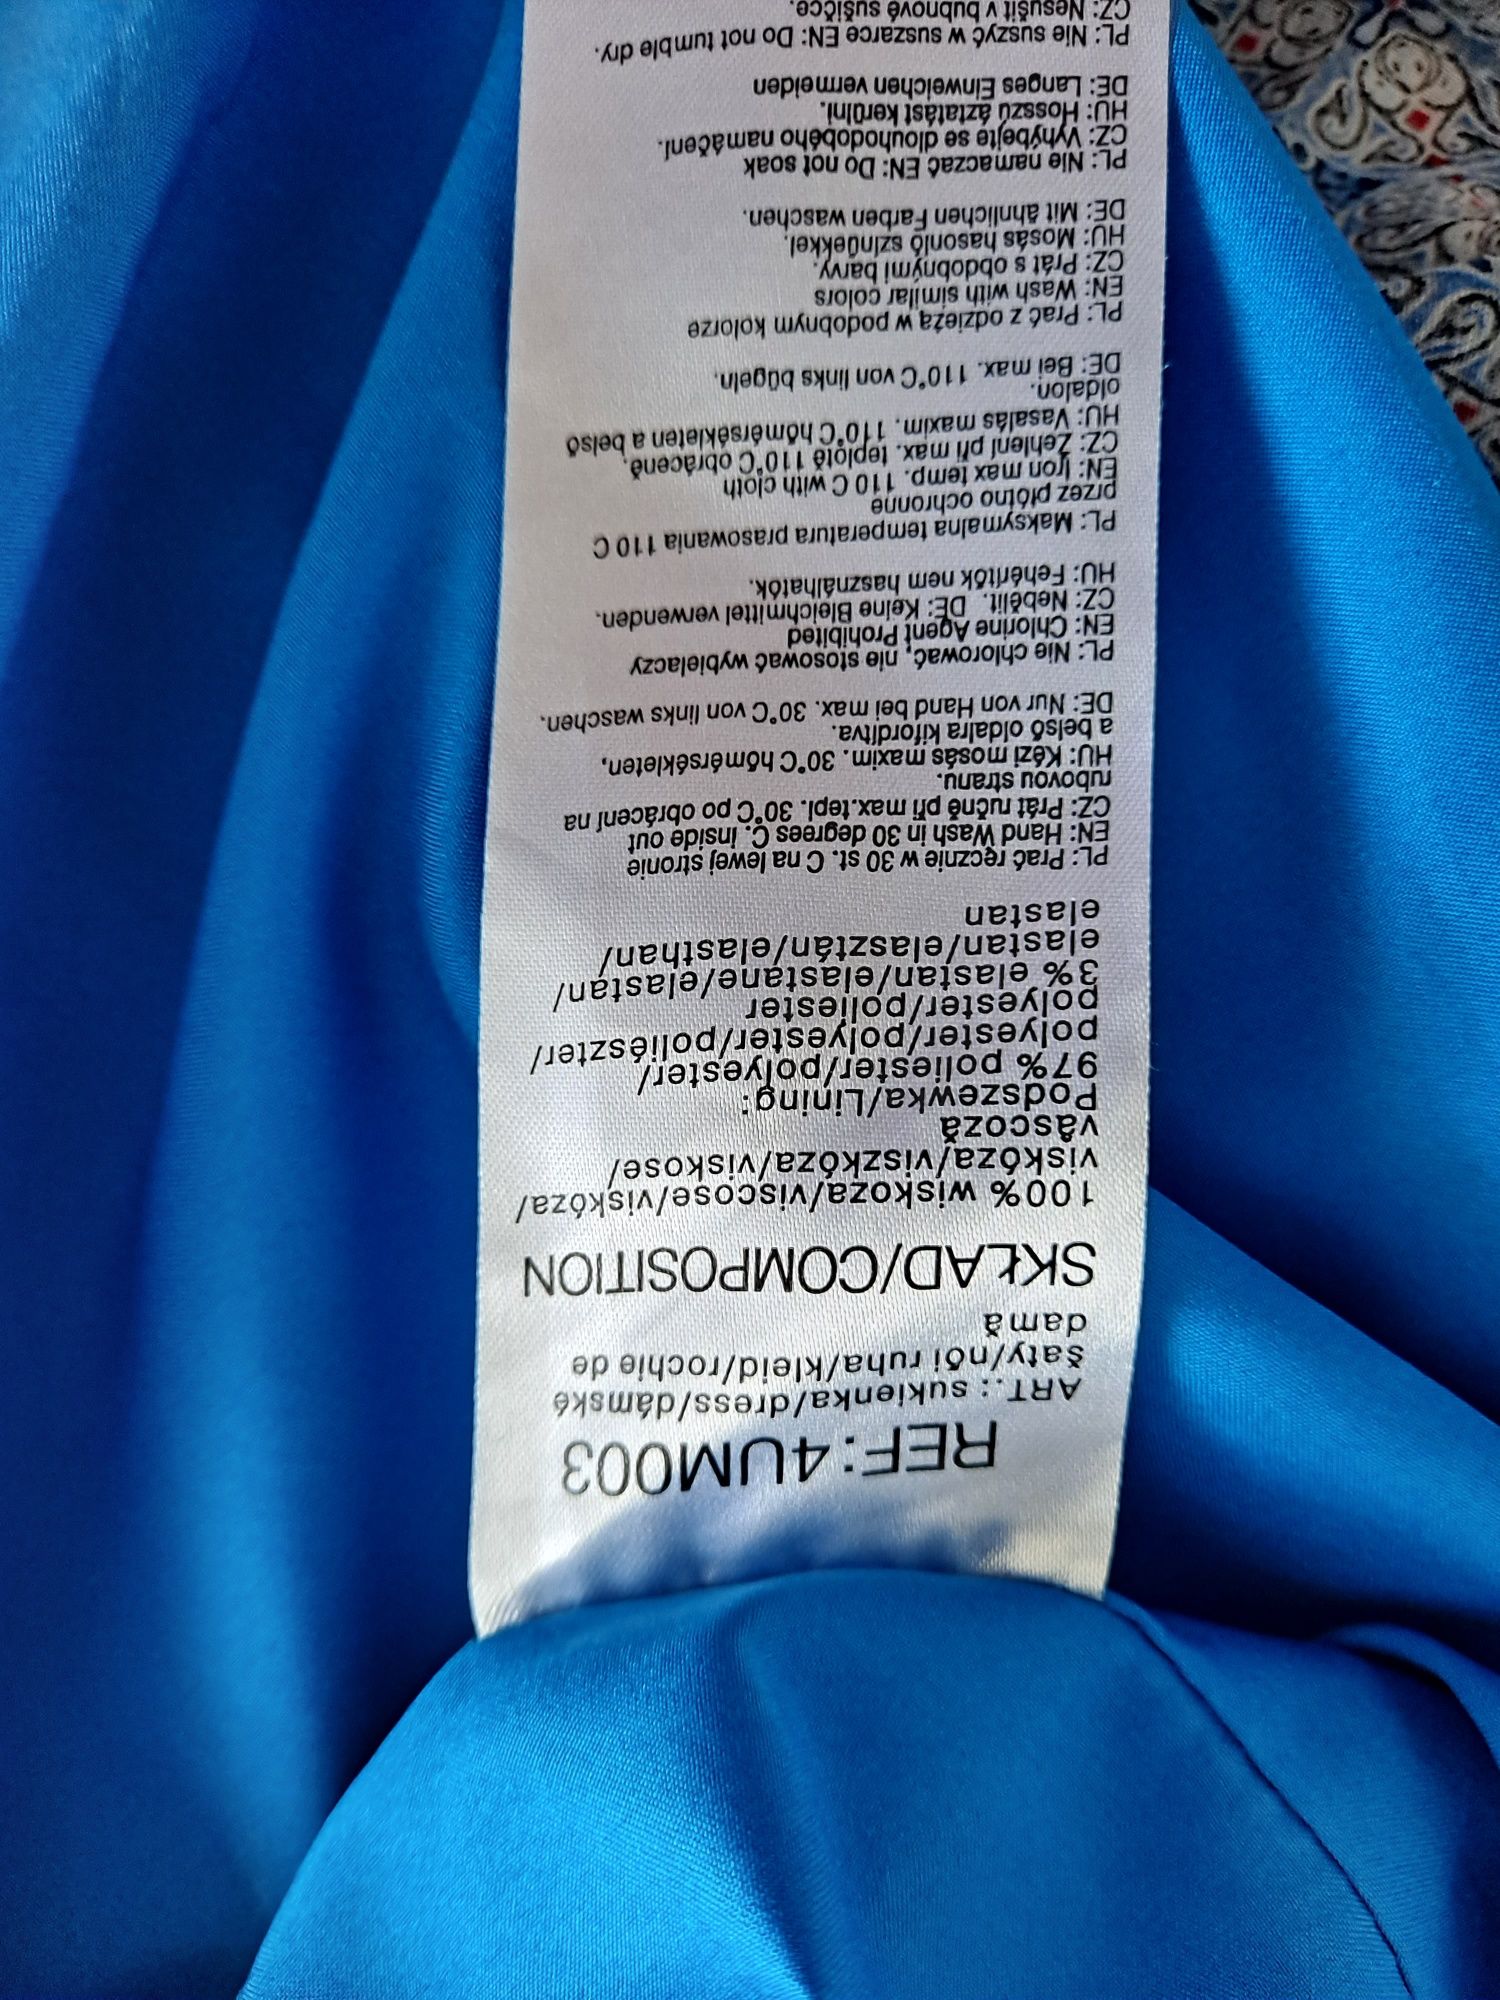 REF:4UM003
ART.: sukienka/dress/dámské
šaty/női ruha/kleid/rochie de
damă
SKŁAD/COMPOSITION
100% wiskoza/viscose/viskóza/
viskóza/viszkóza/viskose/
vâscoză
Podszewka/Lining:
97% poliester/polyester/
polyester/polyester/poliészter/
polyester/poliester
3% elastan/elastane/elastan/
elastan/elasztán/elasthan/
elastan
PL: Prać ręcznie w 30 st. C na lewej stronie
EN: Hand Wash in 30 degrees C. inside out
CZ: Prát ručně při max.tepl. 30°C po obrácení na
rubovou stranu.
HU: Kézi mosás maxim. 30°C hőmérsékleten,
a belső oldalra kifordítva.
DE: Nur von Hand bei max. 30°C von links waschen.
PL: Nie chlorować, nie stosować wybielaczy
EN: Chlorine Agent Prohibited
CZ: Nebělit. DE: Keine Bleichmittel verwenden.
HU: Fehérítők nem használhatók.
PL: Maksymalna temperatura prasowania 110 C
przez płótno ochronne
EN: Iron max temp. 110 C with cloth
CZ: Žehlení při max. teplotě 110°C obráceně.
HU: Vasalás maxim. 110°C hőmérsékleten a belső
oldalon.
DE: Bei max. 110°C von links bügeln.
PL: Prać z odzieżą w podobnym kolorze
EN: Wash with similar colors
CZ: Prát s obdobnými barvy.
HU: Mosás hasonló színűekkel.
DE: Mit ähnlichen Farben waschen.
PL: Nie namaczać EN: Do not soak
CZ: Vyhýbejte se dlouhodobého namáčení.
HU: Hosszú áztatást kerülni.
DE: Langes Einweichen vermeiden
PL: Nie suszyć w suszarce EN: Do not tumble dry.
CZ: Nesušit v bubnové sušičce.